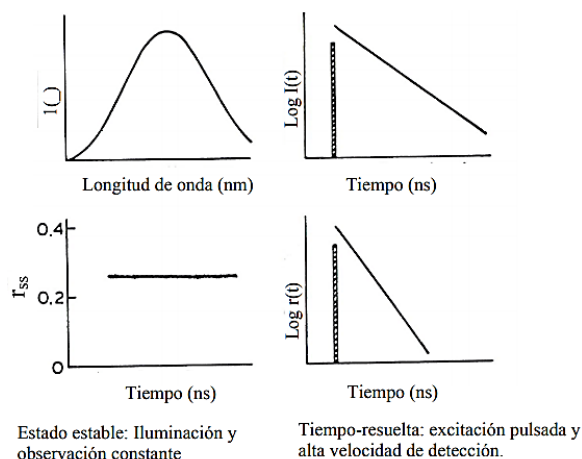 I(_)
Longitud de onda (nm)
Log I(t)
Tiempo (ns)
0.4
0.2
0
rss
Tiempo (ns)
Log r(t)
Tiempo (ns)
Estado estable: Iluminación y
observación constante
Tiempo-resuelta: excitación pulsada y
alta velocidad de detección.